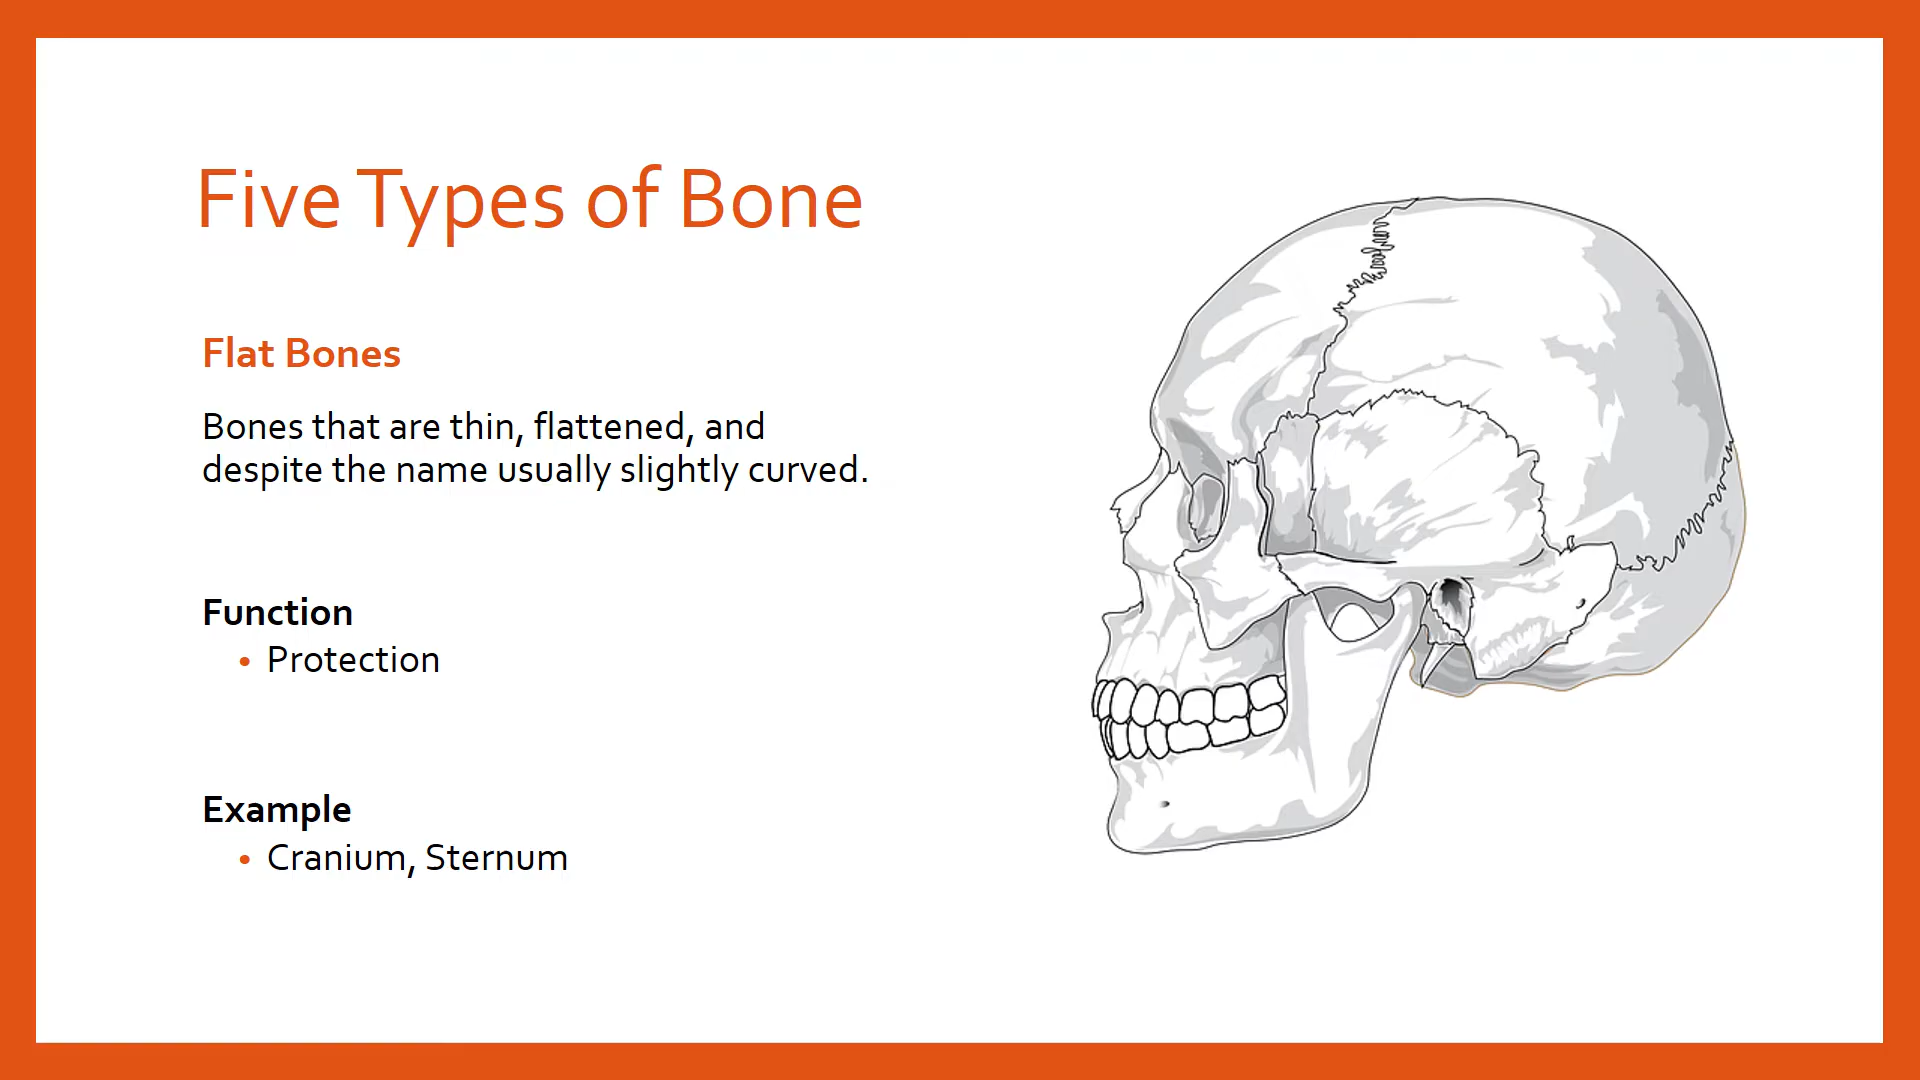 Five Types of Bone
Flat Bones
Bones that are thin, flattened, and
despite the name usually slightly curved.
Function
• Protection
Example
• Cranium, Sternum